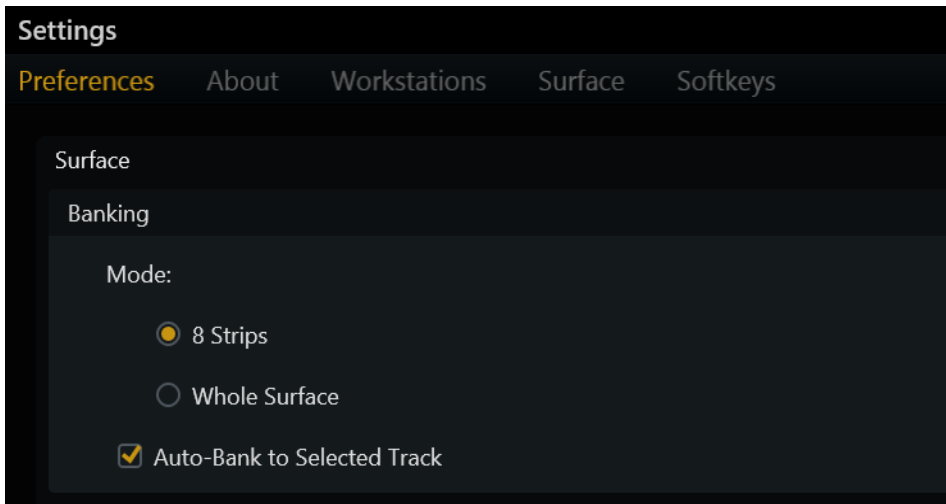 Settings
Preferences About Workstations Surface Softkeys
Surface
Banking
Mode:
8 Strips
Whole Surface
Auto-Bank to Selected Track